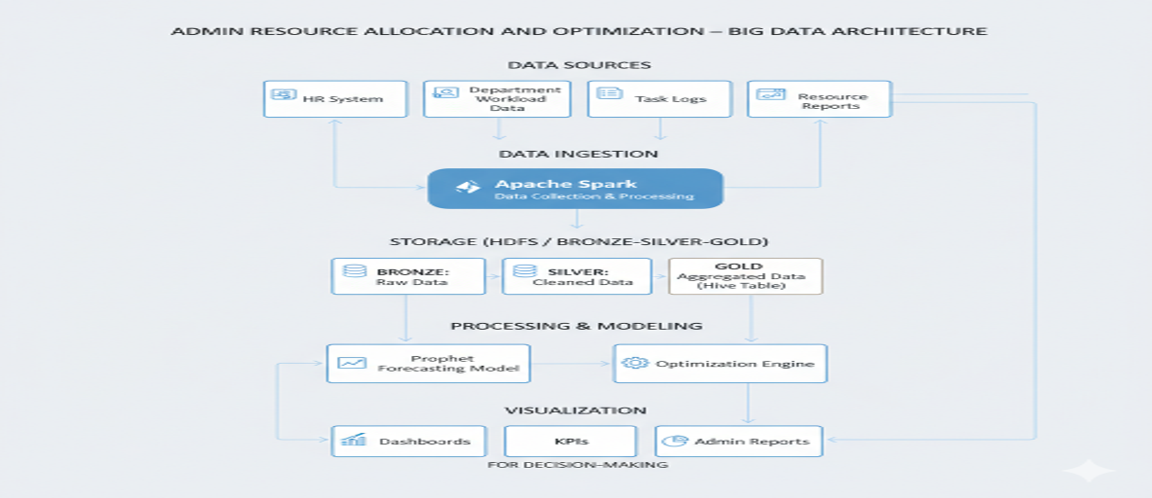 ADMIN RESOURCE ALLOCATION AND OPTIMIZATION – BIG DATA ARCHITECTURE
DATA SOURCES
HR System
Department
Workload
Data
Task Logs
Resource
Reports
DATA INGESTION
Apache Spark
Data Collection & Processing
STORAGE (HDFS / BRONZE-SILVER-GOLD)
BRONZE:
Raw Data
SILVER:
Cleaned Data
GOLD
Aggregated Data
(Hive Table)
PROCESSING & MODELING
Prophet
Forecasting Model
Optimization Engine
VISUALIZATION
Dashboards
KPIs
Admin Reports
FOR DECISION-MAKING